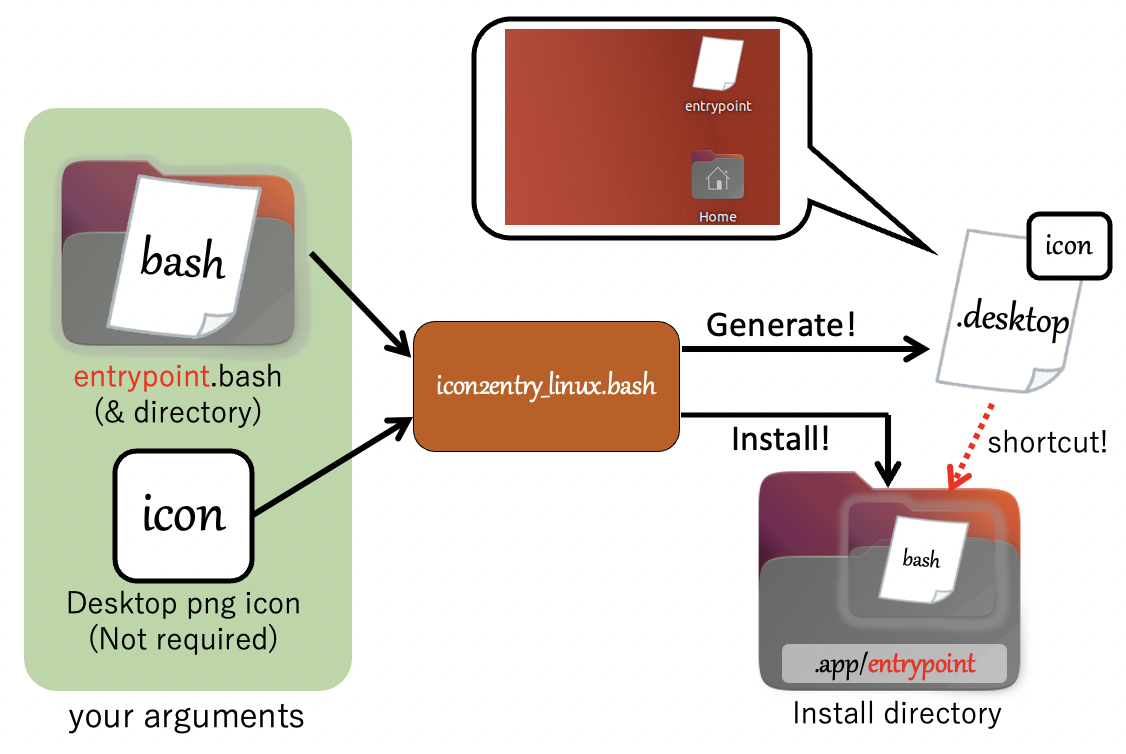 entrypoint
Home
bash
entrypoint.bash
(& directory)
icon
Desktop png icon
(Not required)
your arguments
icon2entry_linux.bash
Generate!
Install!
icon
.desktop
shortcut!
bash
.app/entrypoint
Install directory